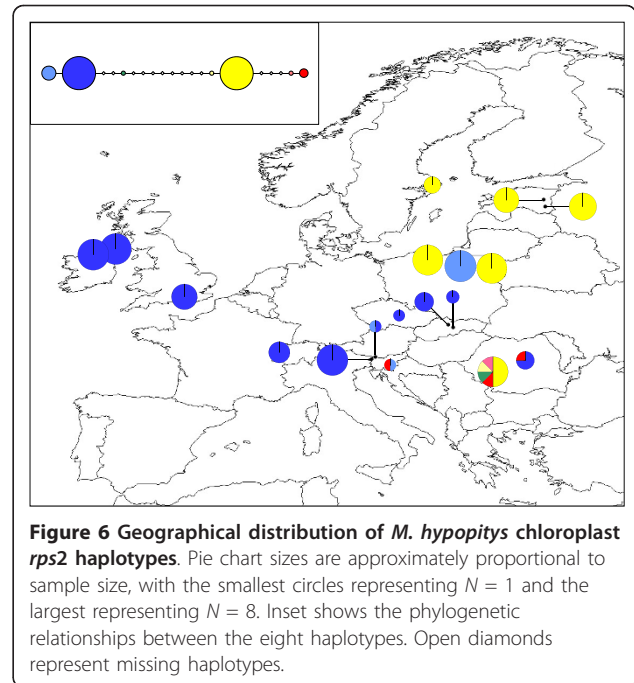 Figure 6 Geographical distribution of M. hypopitys chloroplast
rps2 haplotypes. Pie chart sizes are approximately proportional to
sample size, with the smallest circles representing N = 1 and the
largest representing N = 8. Inset shows the phylogenetic
relationships between the eight haplotypes. Open diamonds
represent missing haplotypes.